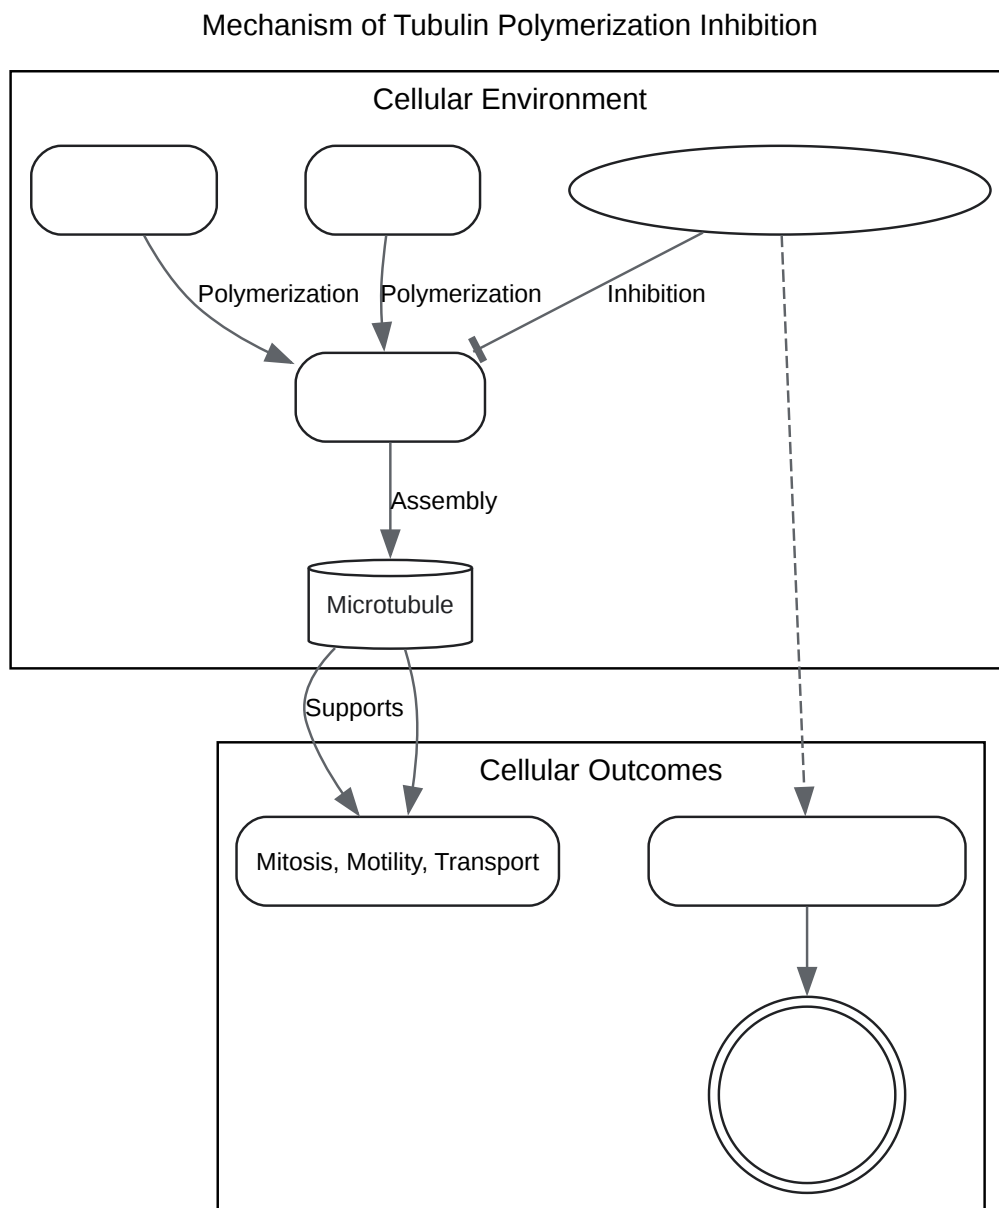 Mechanism of Tubulin Polymerization Inhibition
Cellular Environment
Polymerization
Polymerization
Inhibition
Assembly
Microtubule
Supports
Cellular Outcomes
Mitosis, Motility, Transport